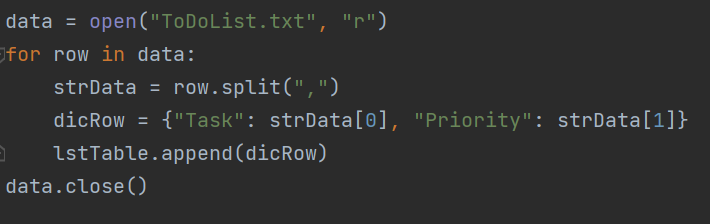 data = open("ToDoList.txt", "r")
for row in data:
    strData = row.split(",")
    dicRow = {"Task": strData[0], "Priority": strData[1]}
    lstTable.append(dicRow)
data.close()